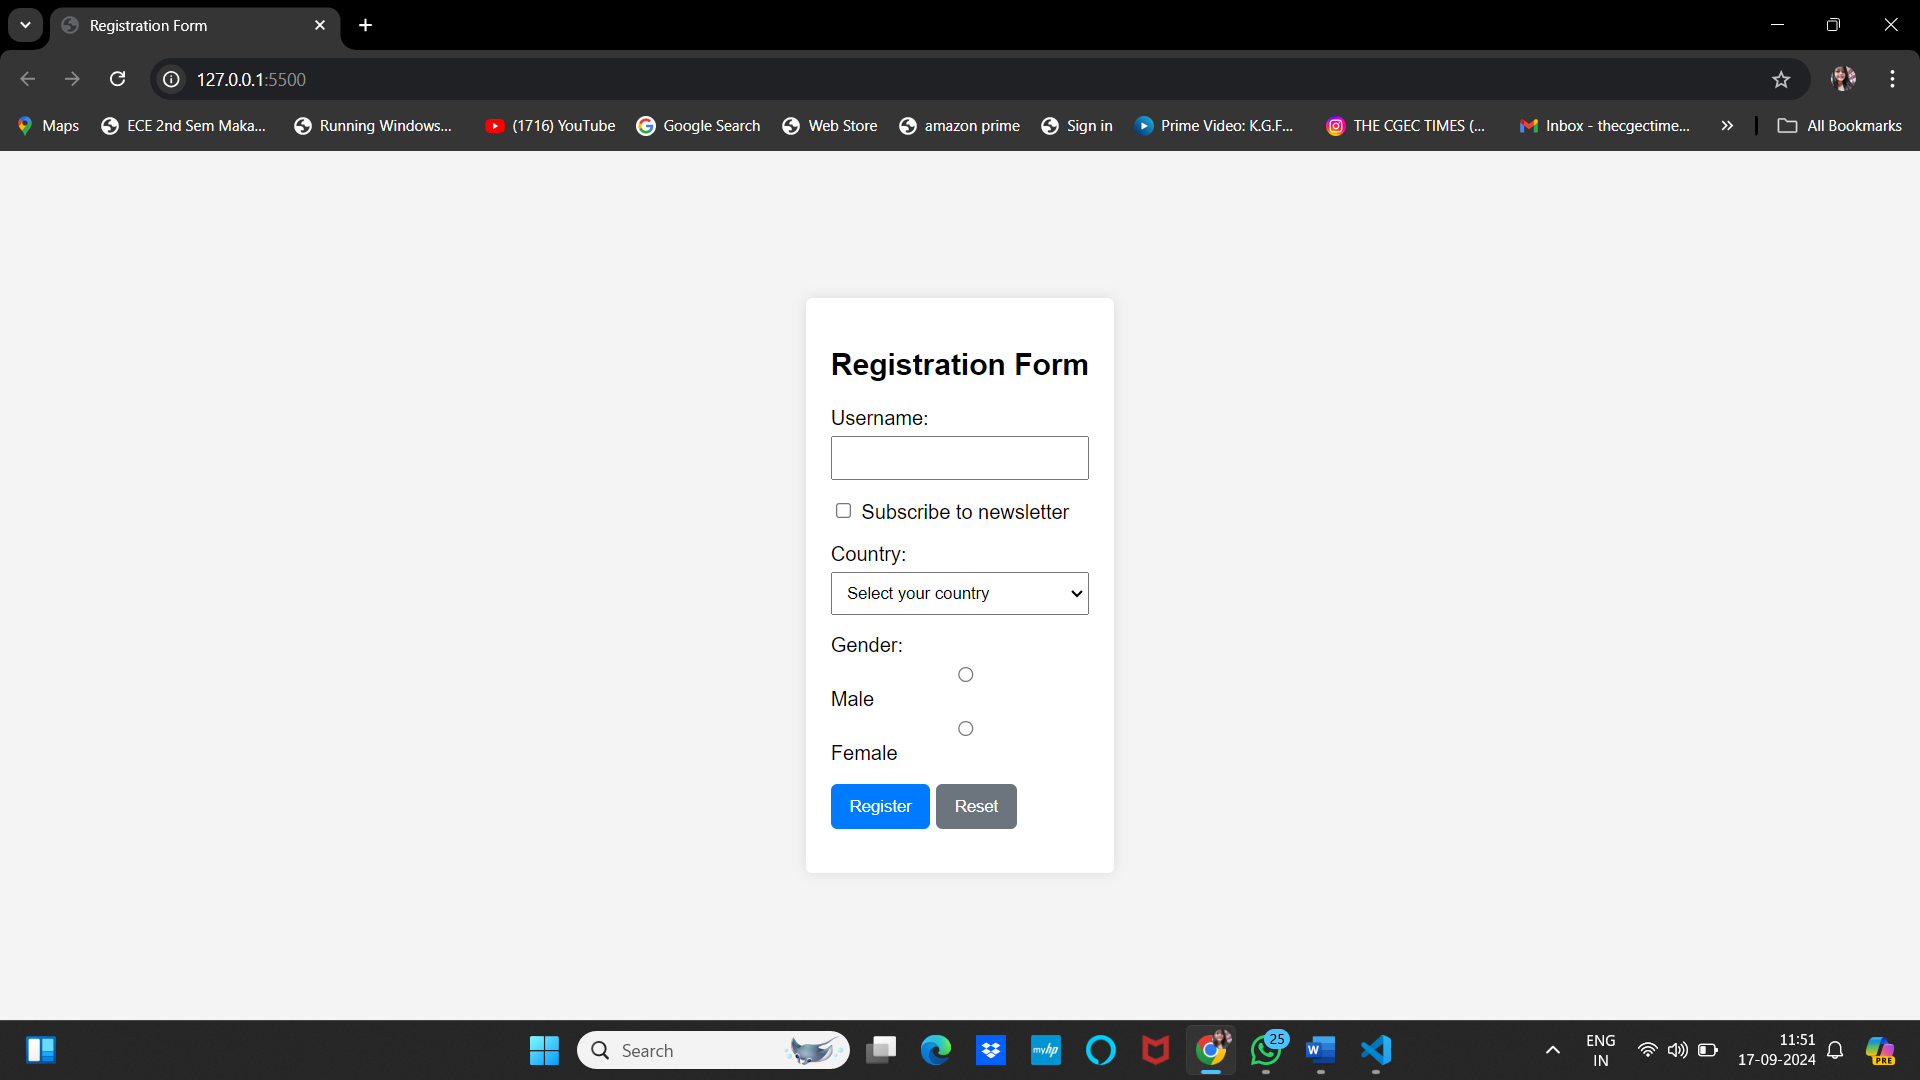 Registration Form
127.0.0.1:5500
Maps ECE 2nd Sem Maka... Running Windows... (1716) YouTube Google Search Web Store amazon prime Sign in Prime Video: K.G.F... THE CGEC TIMES (... Inbox - thecgectime... All Bookmarks
Registration Form
Username:
Subscribe to newsletter
Country:
Select your country
Gender:
Male
Female
Register Reset
Search myhp W 25 ENG 11:51
IN 17-09-2024 PRE